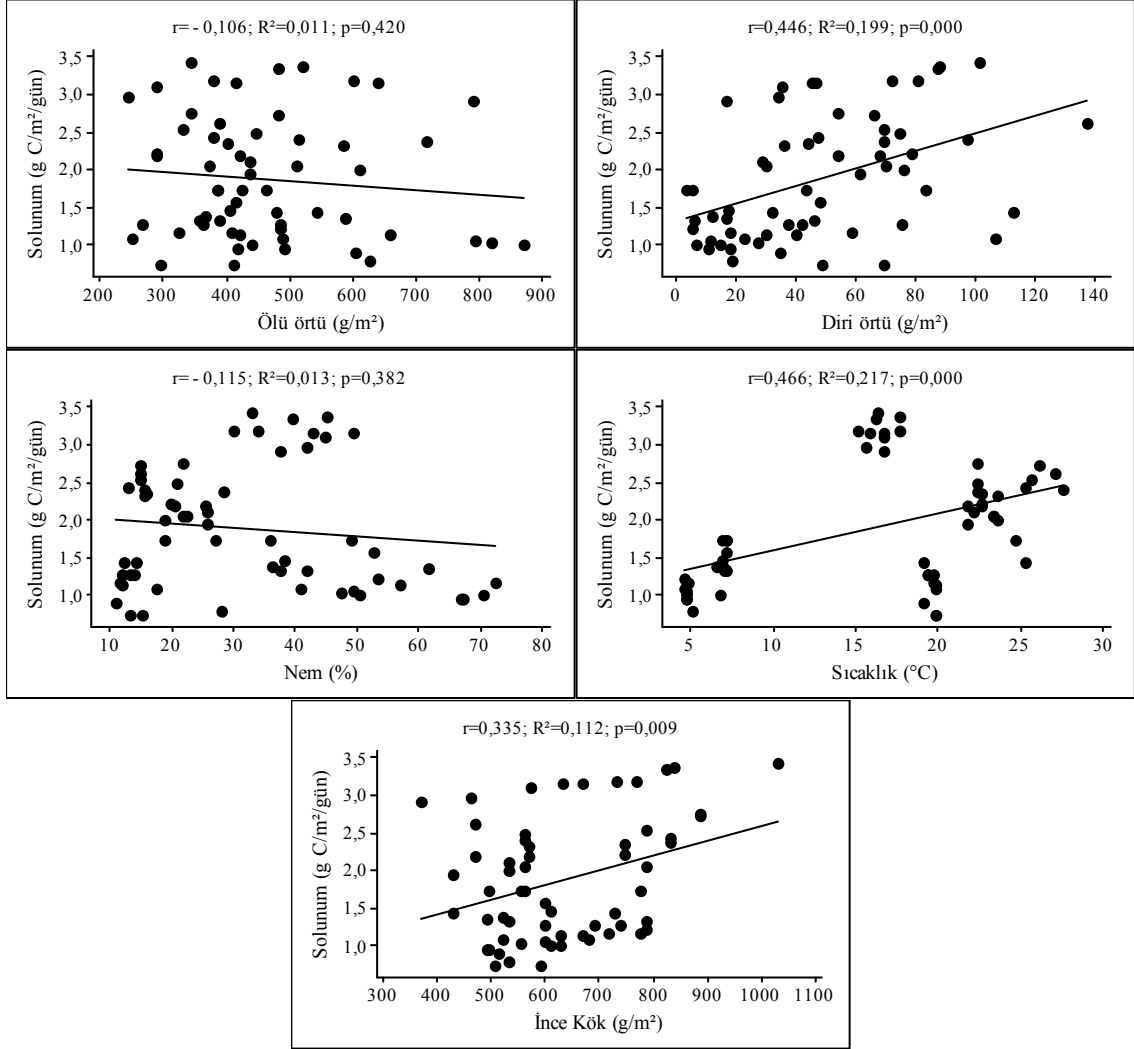 r= - 0,106; R²=0,011; p=0,420
Solunum (g C/m²/gün)
3,5
3,0
2,5
2,0
1,5
1,0
200 300 400 500 600 700 800 900
Ölü örtü (g/m²)
r=0,446; R²=0,199; p=0,000
Solunum (g C/m²/gün)
3,5
3,0
2,5
2,0
1,5
1,0
0 20 40 60 80 100 120 140
Diri örtü (g/m²)
r= - 0,115; R²=0,013; p=0,382
Solunum (g C/m²/gün)
3,5
3,0
2,5
2,0
1,5
1,0
10 20 30 40 50 60 70 80
Nem (%)
r=0,466; R²=0,217; p=0,000
Solunum (g C/m²/gün)
3,5
3,0
2,5
2,0
1,5
1,0
5 10 15 20 25 30
Sıcaklık (°C)
r=0,335; R²=0,112; p=0,009
Solunum (g C/m²/gün)
3,5
3,0
2,5
2,0
1,5
1,0
300 400 500 600 700 800 900 1000 1100
İnce Kök (g/m²)